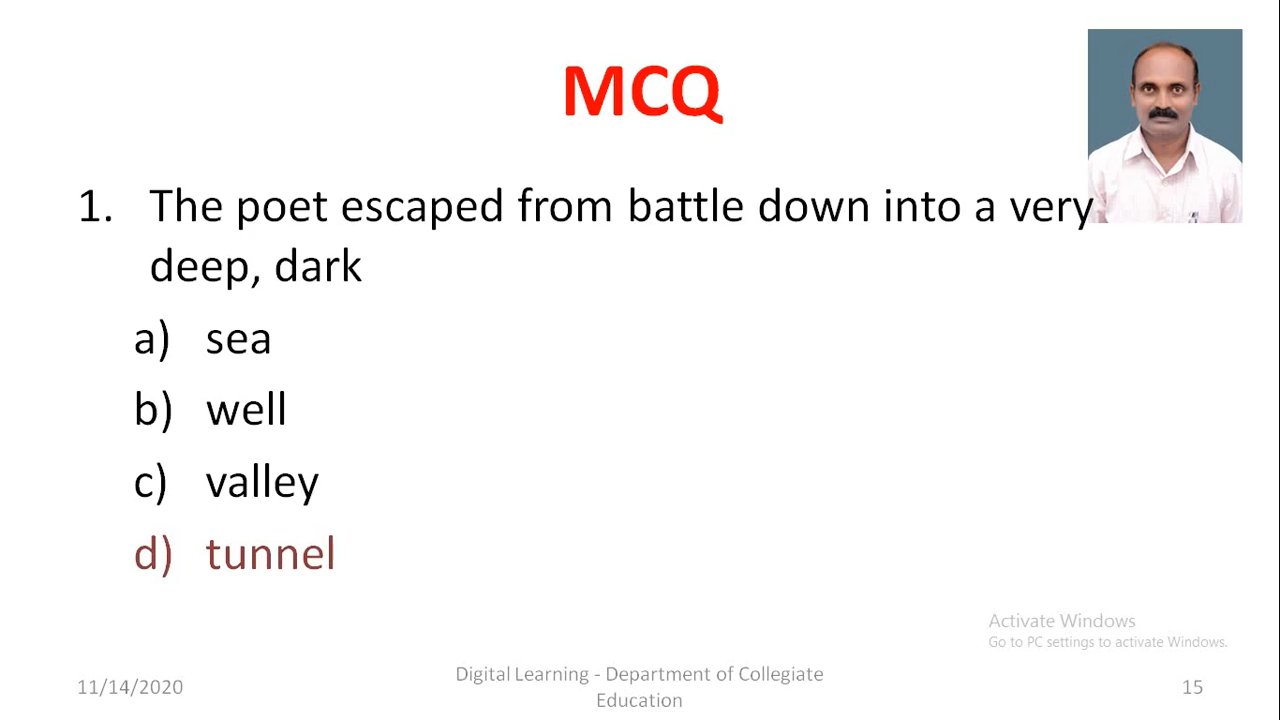 MCQ
1. The poet escaped from battle down into a very
deep, dark
a) sea
b) well
c) valley
d) tunnel
Activate Windows
Go to PC settings to activate Windows.
11/14/2020
Digital Learning - Department of Collegiate
Education
15